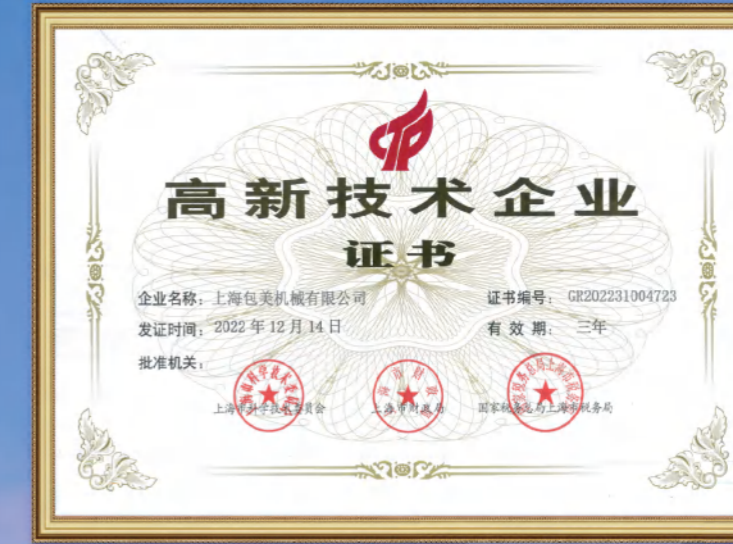 高新技术企业
证书
企业名称：上海包美机械有限公司
证书编号：GR202231004723
发证时间：2022年12月14日
有效期：三年
批准机关：
上海市科学技术委员会
上海市财政局
国家税务总局上海市税务局